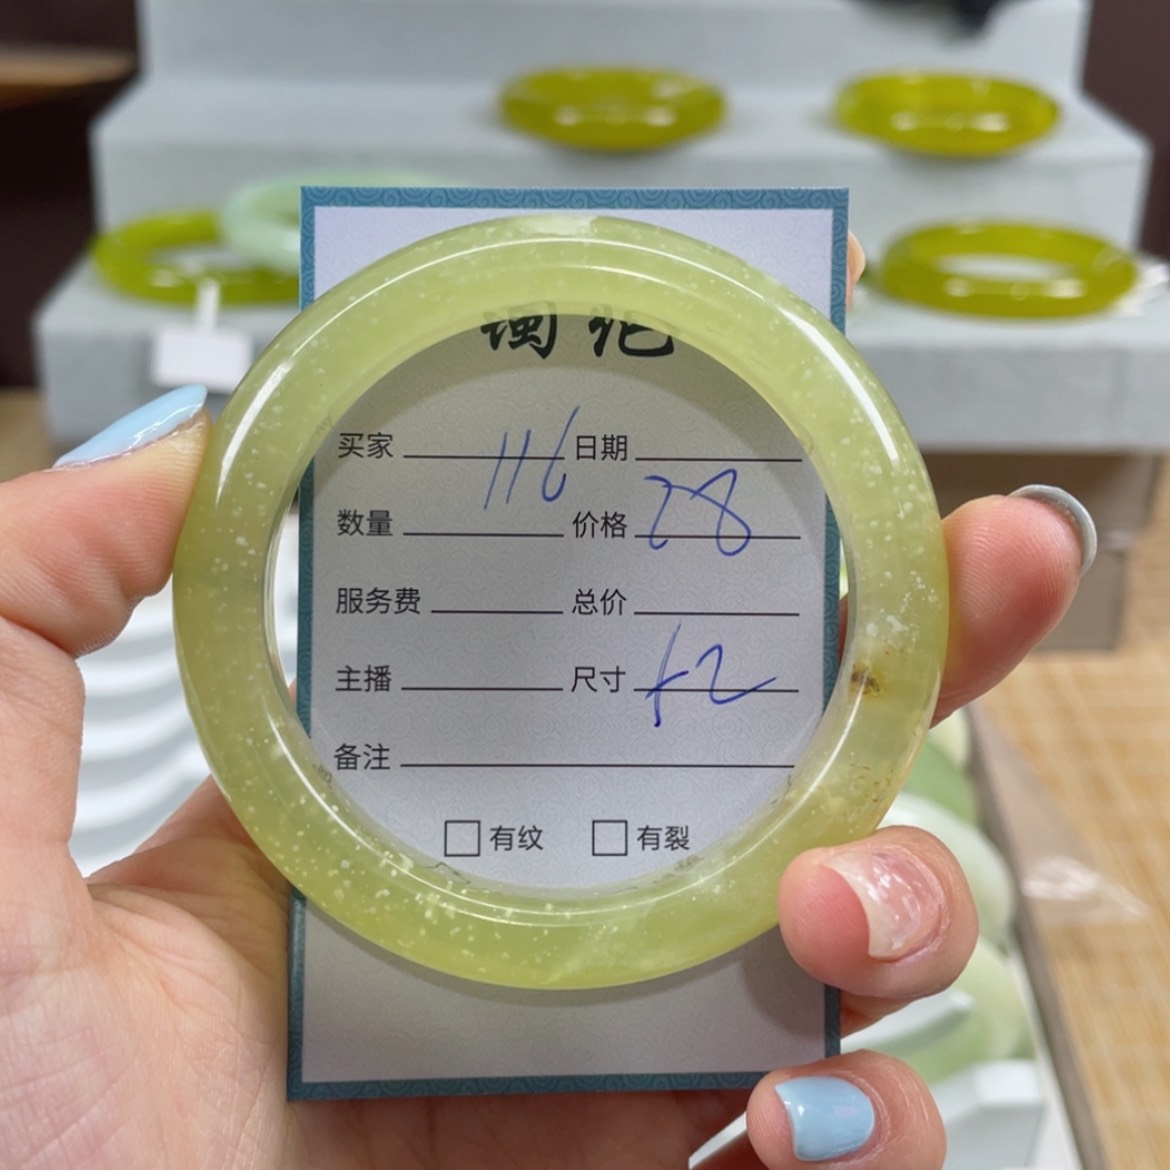 买家 116 日期
数量 价格 28
服务费 总价
主播 尺寸
备注
有纹 有裂